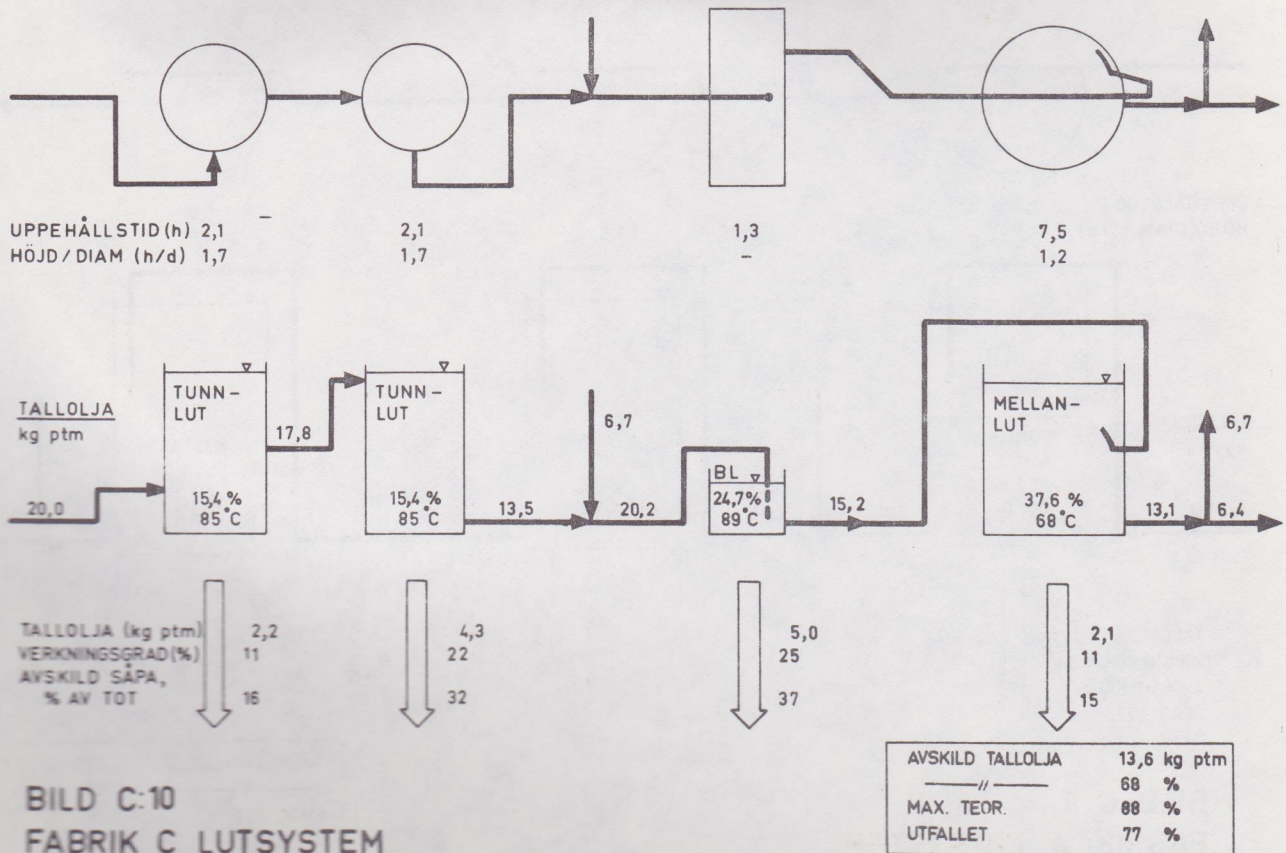 UPPEHÅLLSTID (h) 2,1 2,1 1,3 7,5
HÖJD / DIAM (h/d) 1,7 1,7 – 1,2
TALLOLJA
kg ptm
20,0
TUNN-
LUT
15,4 %
85 °C
17,8
TUNN-
LUT
15,4 %
85 °C
13,5
6,7
20,2
BL
24,7%
89 °C
15,2
MELLAN-
LUT
37,6 %
68 °C
13,1
6,7
6,4
TALLOLJA (kg ptm) 2,2 4,3 5,0 2,1
VERKNINGSGRAD (%) 11 22 25 11
AVSKILD SÅPA,
% AV TOT 16 32 37 15
AVSKILD TALLOLJA 13,6 kg ptm
—〃— 68 %
MAX. TEOR. 88 %
UTFALLET 77 %
BILD C:10
FABRIK C LUTSYSTEM